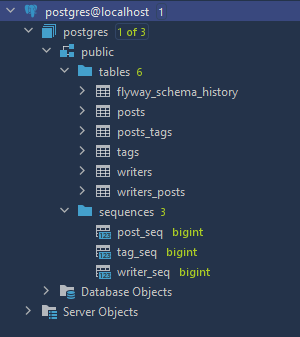 postgres@localhost 1
postgres 1 of 3
public
tables 6
flyway_schema_history
posts
posts_tags
tags
writers
writers_posts
sequences 3
post_seq bigint
tag_seq bigint
writer_seq bigint
Database Objects
Server Objects